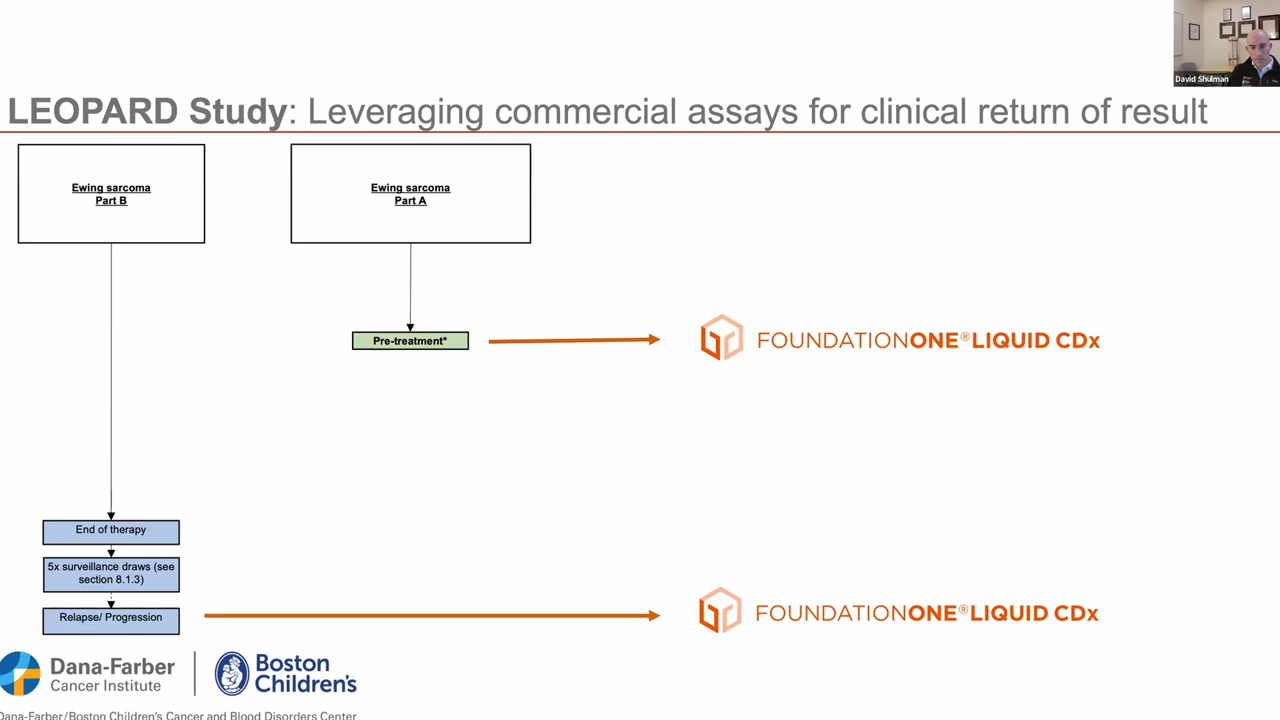 David Shulman
LEOPARD Study: Leveraging commercial assays for clinical return of result
Ewing sarcoma
Part B
Ewing sarcoma
Part A
Pre-treatment*
FOUNDATIONONE®LIQUID CDx
End of therapy
5x surveillance draws (see
section 8.1.3)
Relapse/ Progression
FOUNDATIONONE®LIQUID CDx
Dana-Farber
Cancer Institute
Boston
Children's
Dana-Farber/Boston Children's Cancer and Blood Disorders Center